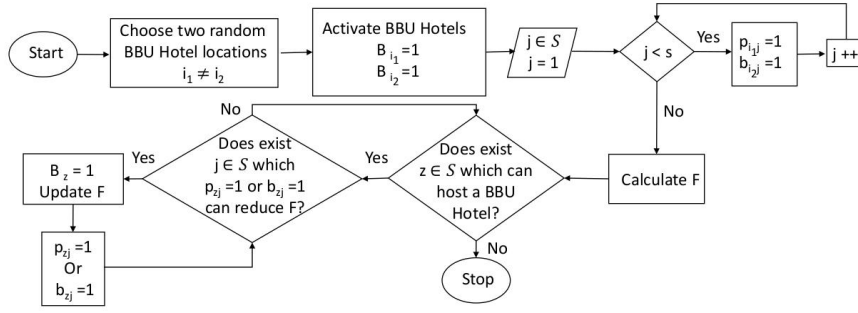 Start
Choose two random
BBU Hotel locations
i₁ ≠ i₂
Activate BBU Hotels
B i₁ =1
B i₂ =1
j ∈ S
j = 1
j < s
Yes
p i₁j =1
b i₂j =1
j ++
No
Calculate F
Does exist
z ∈ S which can
host a BBU
Hotel?
No
Stop
Yes
Does exist
j ∈ S which
p zj =1 or b zj =1
can reduce F?
No
Yes
B z = 1
Update F
p zj =1
Or
b zj =1